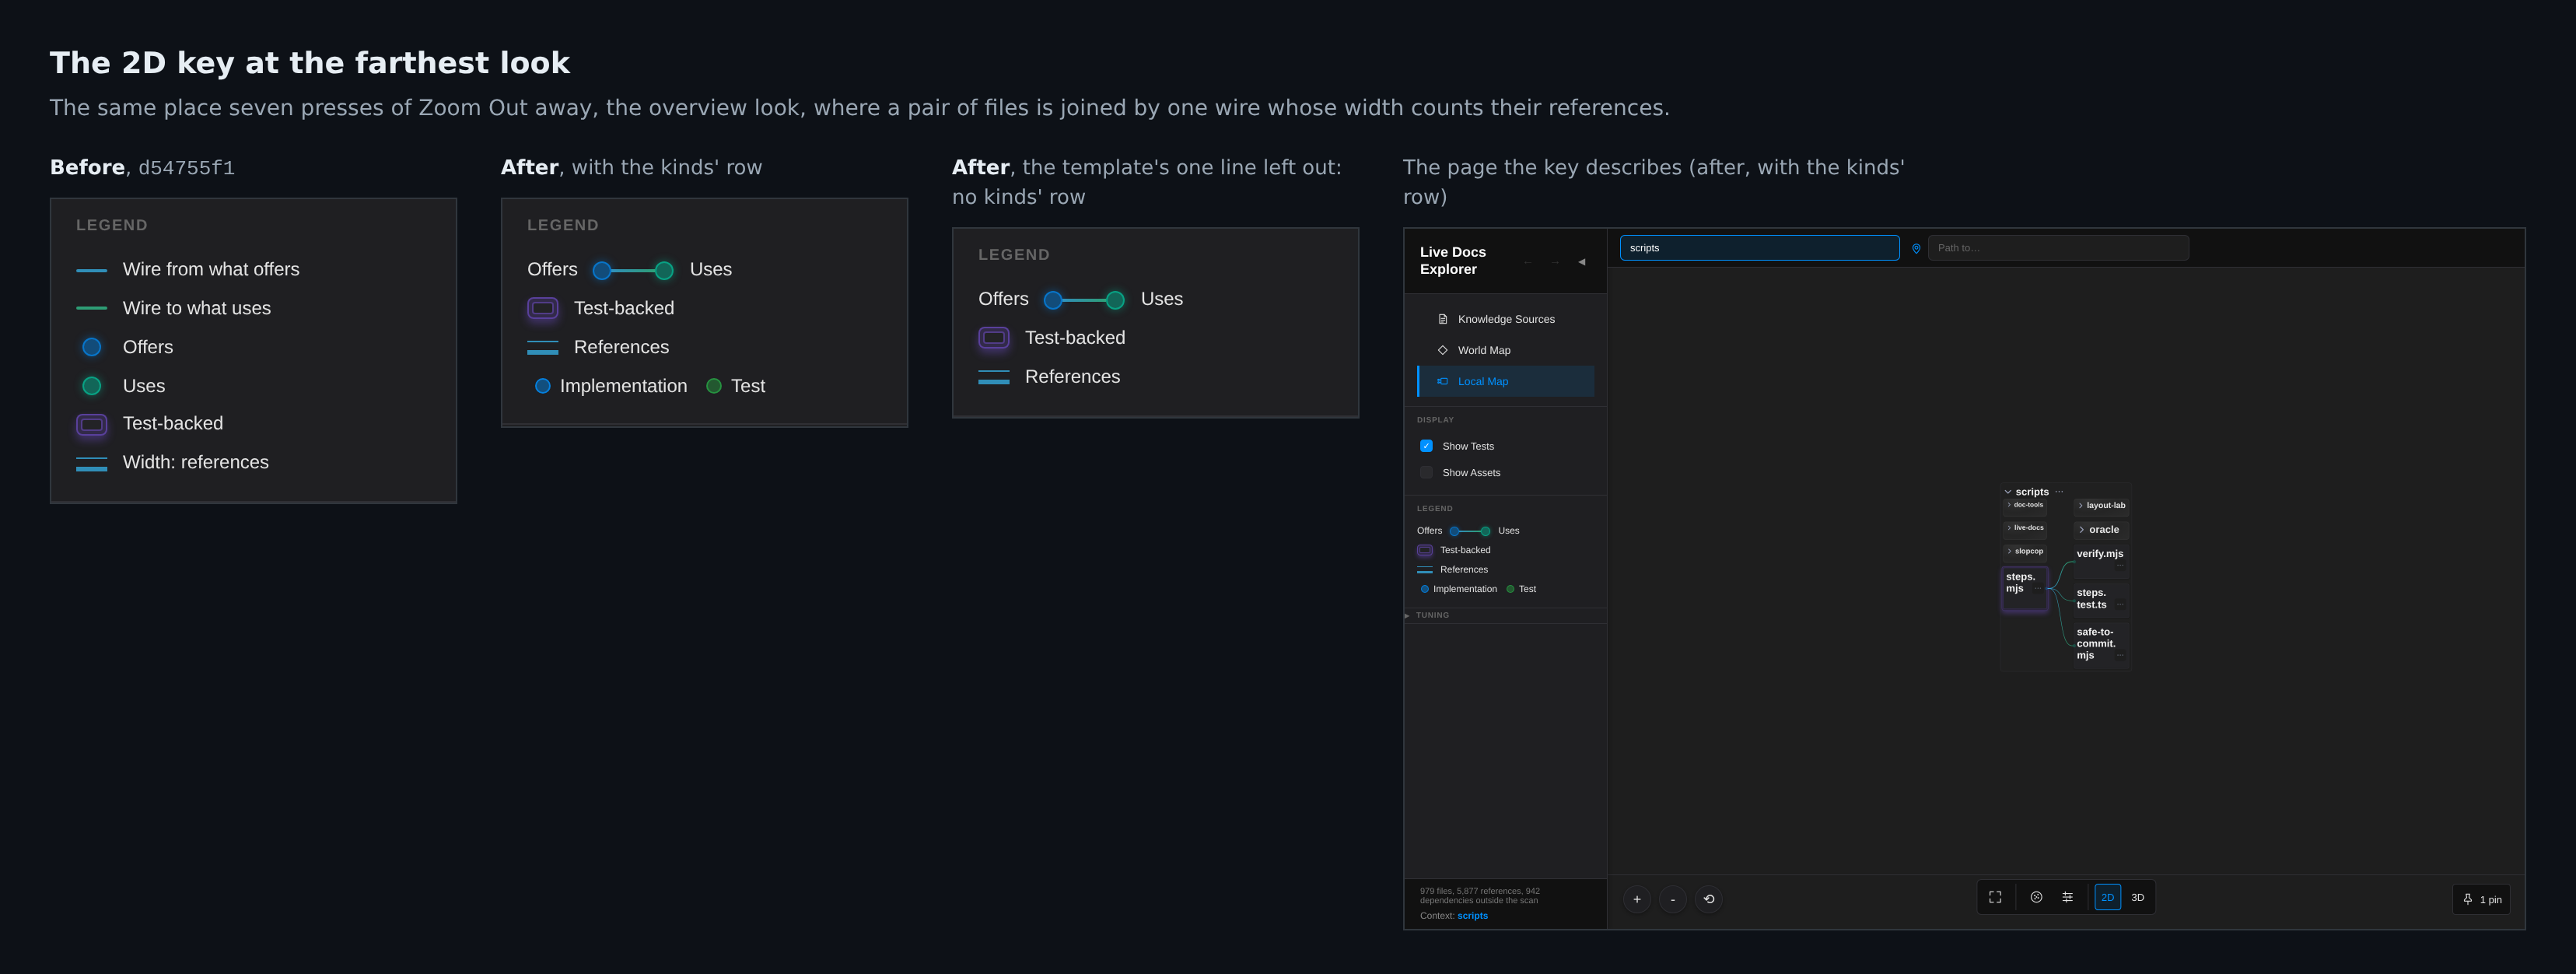 The 2D key at the farthest look
The same place seven presses of Zoom Out away, the overview look, where a pair of files is joined by one wire whose width counts their references.
Before, d54755f1
LEGEND
Wire from what offers
Wire to what uses
Offers
Uses
Test-backed
Width: references
After, with the kinds' row
LEGEND
Offers Uses
Test-backed
References
Implementation Test
After, the template's one line left out:
no kinds' row
LEGEND
Offers Uses
Test-backed
References
The page the key describes (after, with the kinds'
row)
Live Docs
Explorer
Knowledge Sources
World Map
Local Map
DISPLAY
Show Tests
Show Assets
LEGEND
Offers Uses
Test-backed
References
Implementation Test
TUNING
979 files, 5,877 references, 942
dependencies outside the scan
Context: scripts
scripts
Path to…
scripts ...
doc-tools
layout-lab
live-docs
oracle
slopcop
verify.mjs
...
steps.
mjs ...
steps.
test.ts ...
safe-to-
commit.
mjs ...
+ -
2D 3D
1 pin